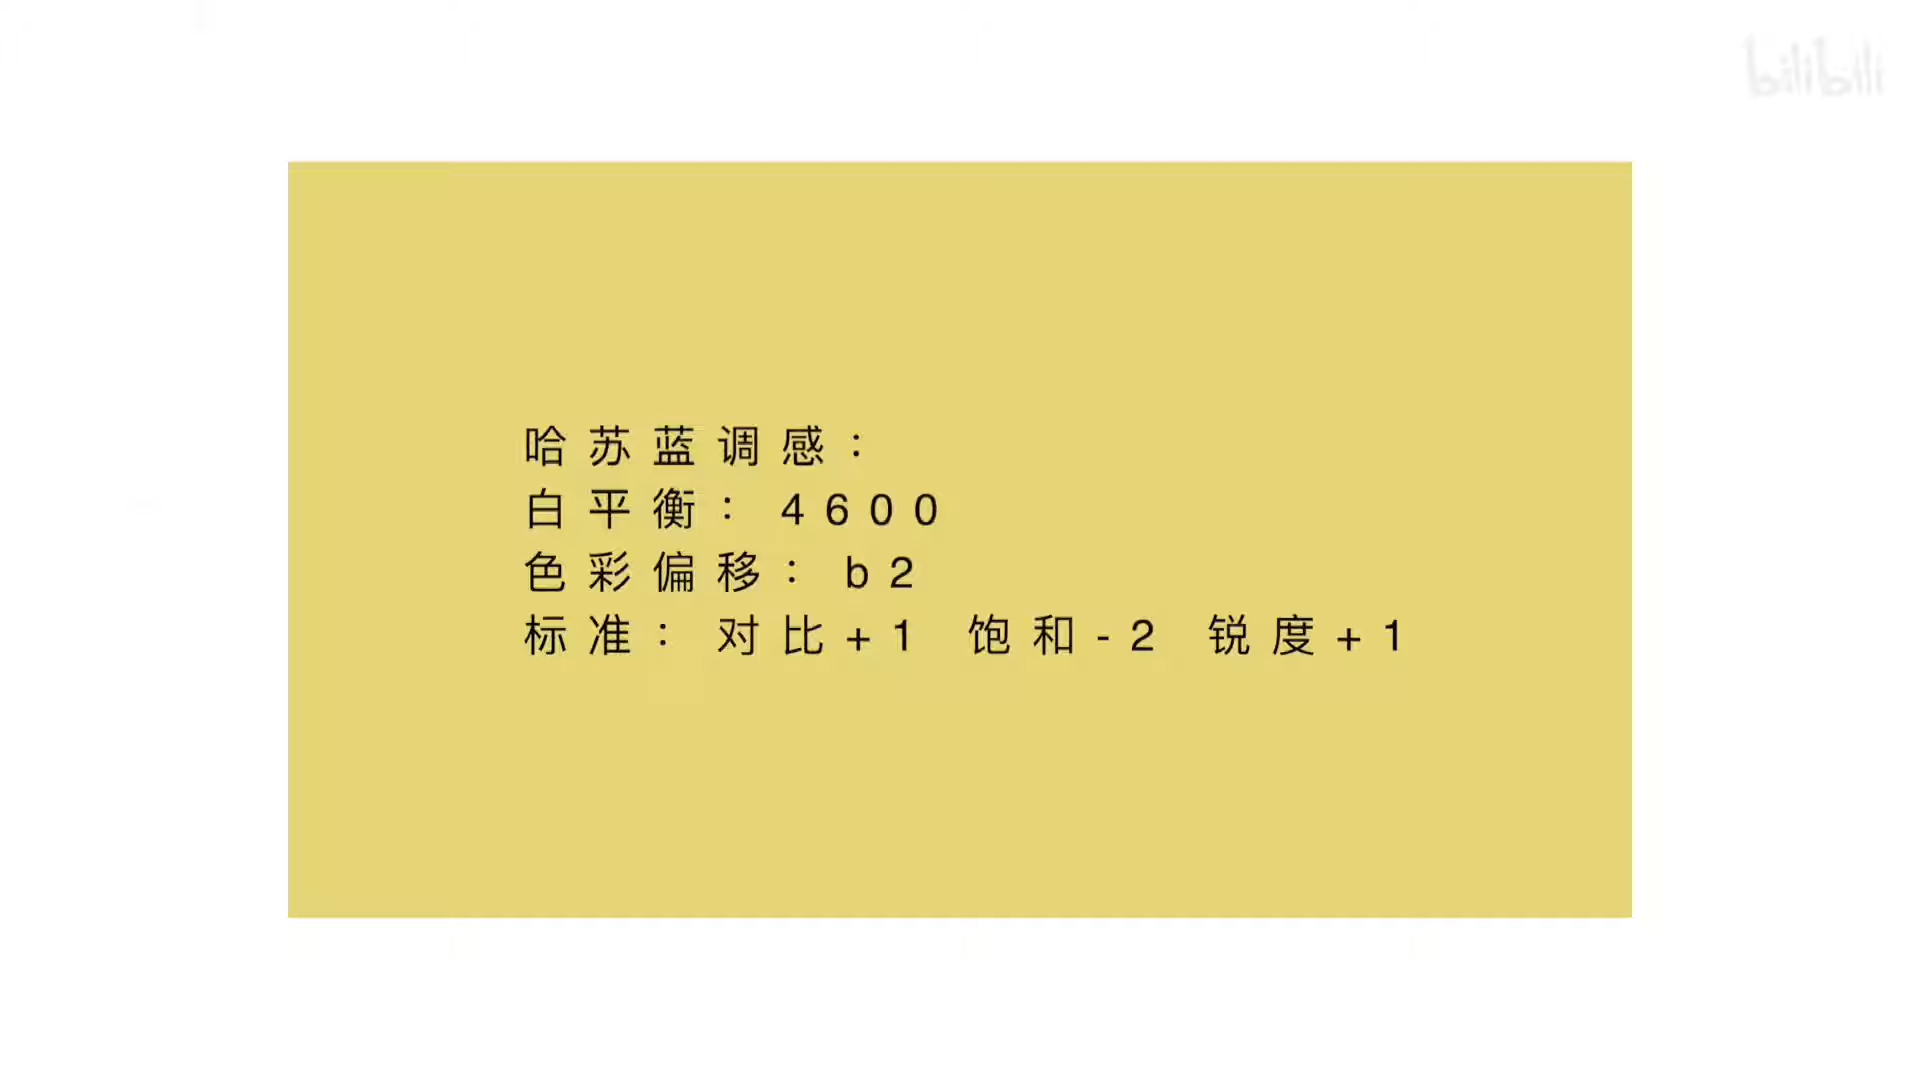 bilibili
哈苏蓝调感：
白平衡： 4600
色彩偏移： b2
标准： 对比+1 饱和-2 锐度+1